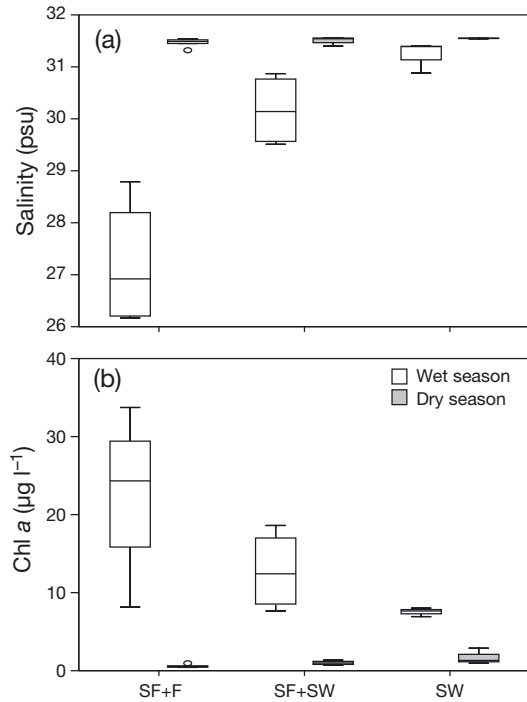 (a)
Salinity (psu)
32
31
30
29
28
27
26
(b)
Wet season
Dry season
Chl a (µg l⁻¹)
40
30
20
10
0
SF+F SF+SW SW